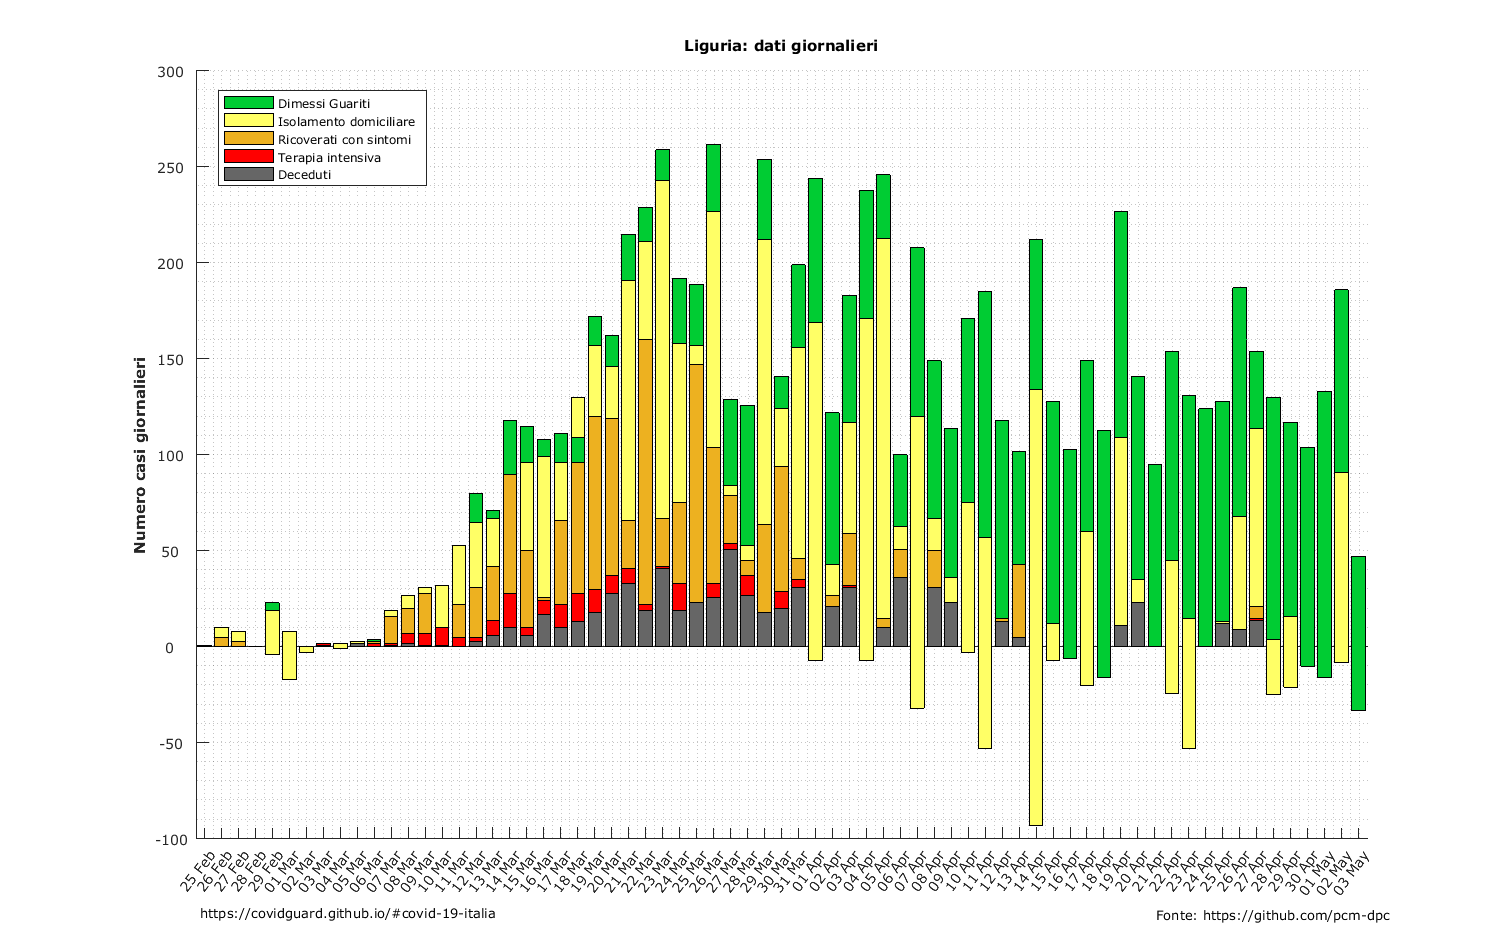 Liguria: dati giornalieri
300
250
200
150
100
50
0
-50
-100
Numero casi giornalieri
Dimessi Guariti
Isolamento domiciliare
Ricoverati con sintomi
Terapia intensiva
Deceduti
25 Feb
26 Feb
27 Feb
28 Feb
29 Feb
01 Mar
02 Mar
03 Mar
04 Mar
05 Mar
06 Mar
07 Mar
08 Mar
09 Mar
10 Mar
11 Mar
12 Mar
13 Mar
14 Mar
15 Mar
16 Mar
17 Mar
18 Mar
19 Mar
20 Mar
21 Mar
22 Mar
23 Mar
24 Mar
25 Mar
26 Mar
27 Mar
28 Mar
29 Mar
30 Mar
31 Mar
01 Apr
02 Apr
03 Apr
04 Apr
05 Apr
06 Apr
07 Apr
08 Apr
09 Apr
10 Apr
11 Apr
12 Apr
13 Apr
14 Apr
15 Apr
16 Apr
17 Apr
18 Apr
19 Apr
20 Apr
21 Apr
22 Apr
23 Apr
24 Apr
25 Apr
26 Apr
27 Apr
28 Apr
29 Apr
30 Apr
01 May
02 May
03 May
https://covidguard.github.io/#covid-19-italia
Fonte: https://github.com/pcm-dpc